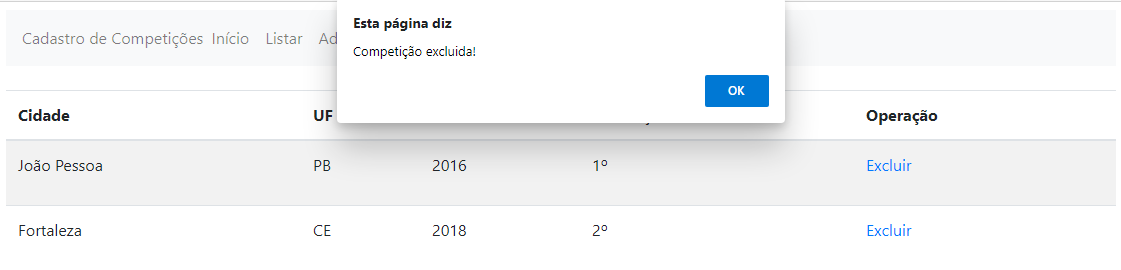 Esta página diz
Competição excluida!
OK
Cadastro de Competições Início Listar Ad
Cidade UF Operação
João Pessoa PB 2016 1º Excluir
Fortaleza CE 2018 2º Excluir